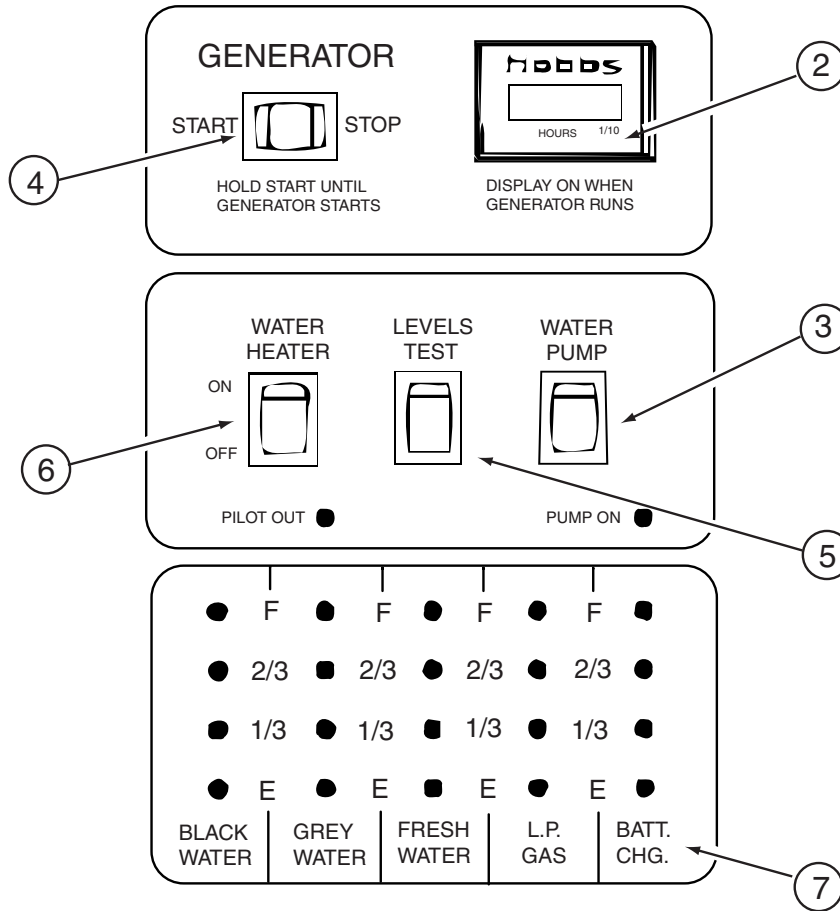 GENERATOR
hobbs
2
START STOP
HOURS 1/10
4
HOLD START UNTIL
GENERATOR STARTS
DISPLAY ON WHEN
GENERATOR RUNS
WATER
HEATER
LEVELS
TEST
WATER
PUMP
3
ON
OFF
6
PILOT OUT
PUMP ON
5
F F F F
2/3 2/3 2/3 2/3
1/3 1/3 1/3 1/3
E E E E
BLACK
WATER
GREY
WATER
FRESH
WATER
L.P.
GAS
BATT.
CHG.
7